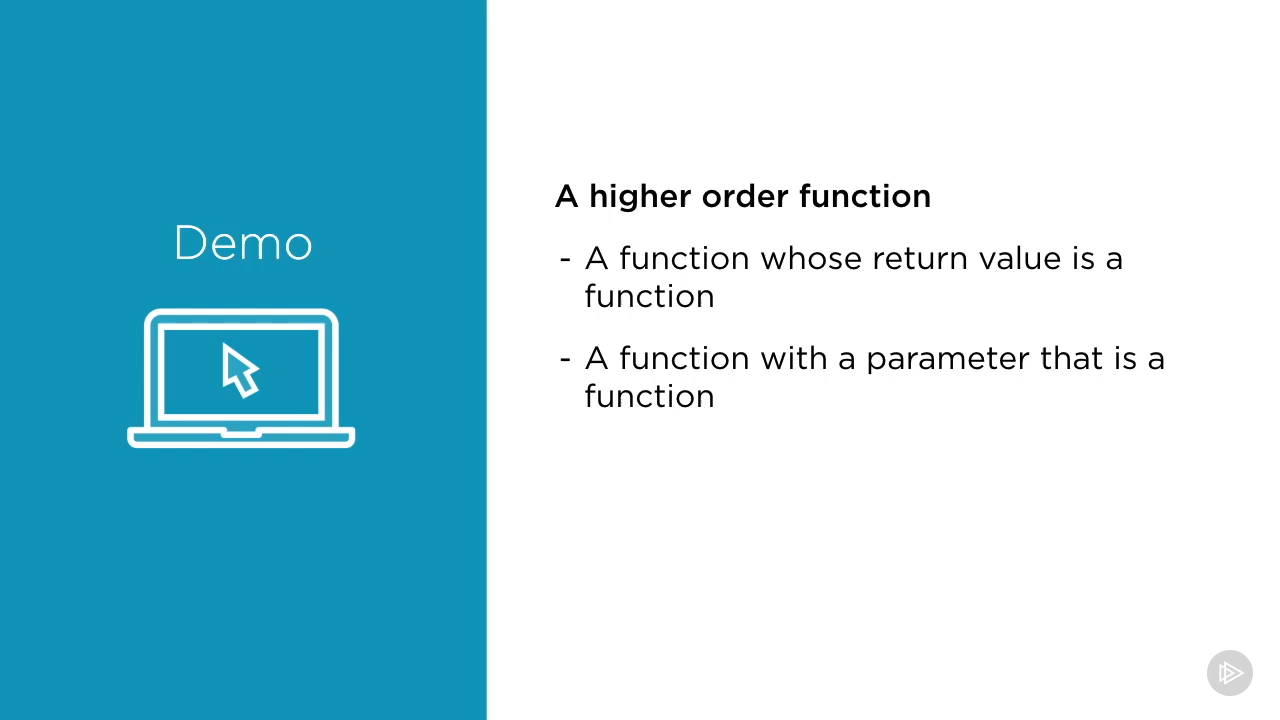 Demo
A higher order function
- A function whose return value is a
function
- A function with a parameter that is a
function